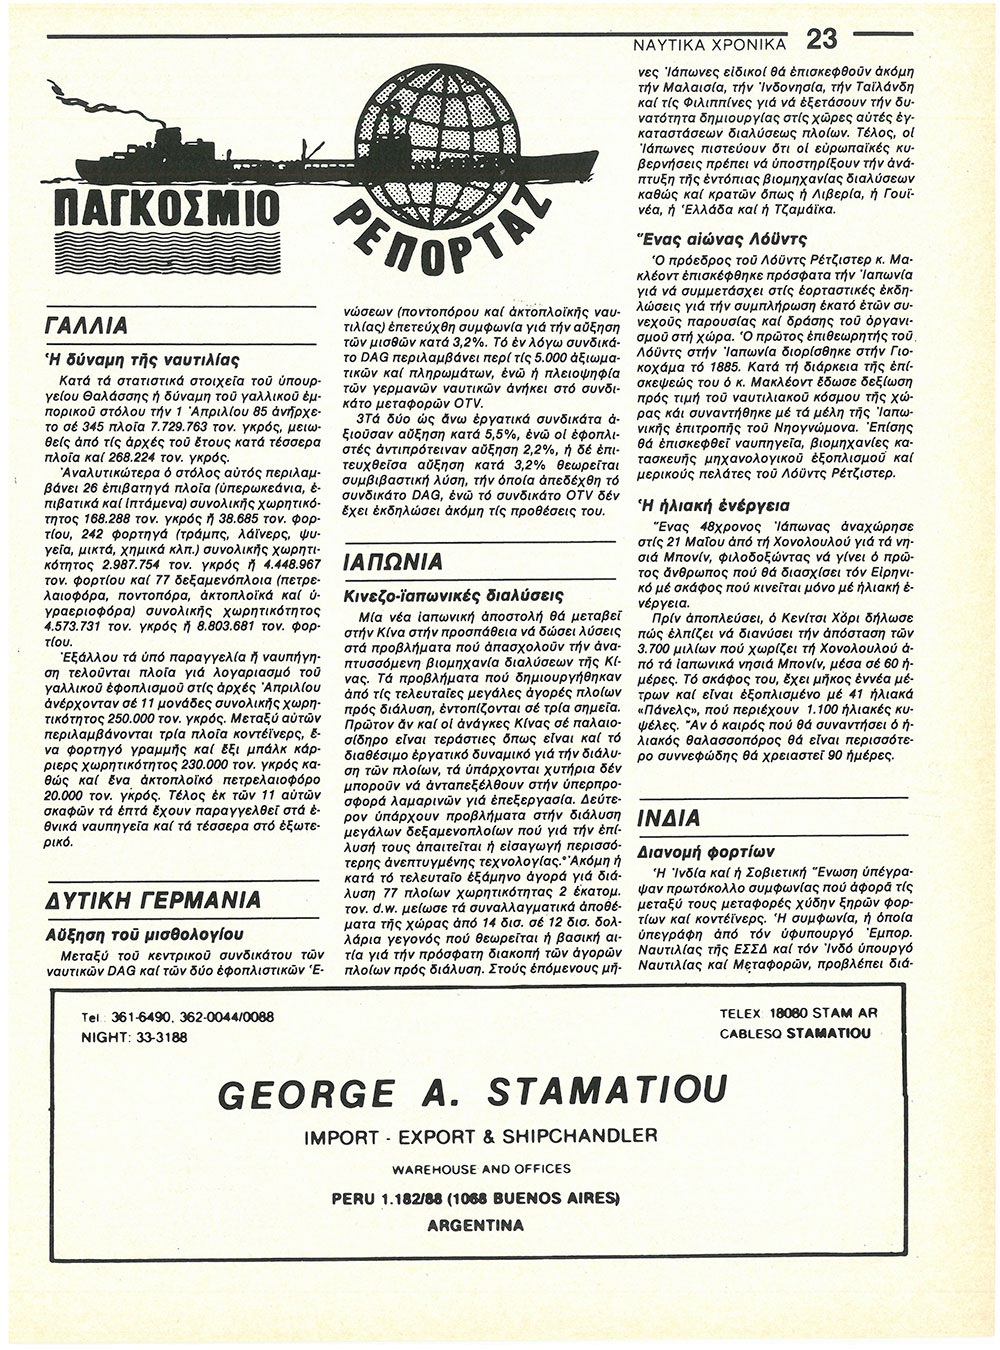 ΝΑΥΤΙΚΑ ΧΡΟΝΙΚΑ 23
ΠΑΓΚΟΣΜΙΟ
ΡΕΠΟΡΤΑΖ
ΓΑΛΛΙΑ
Ἡ δύναμη τῆς ναυτιλίας
Κατά τά στατιστικά στοιχεῖα τοῦ ὑπουρ-
γείου Θαλάσσης ἡ δύναμη τοῦ γαλλικοῦ ἐ-
μπορικοῦ στόλου τήν 1 Ἀπριλίου 85 ἀνῆρχε-
το σέ 345 πλοῖα 7.729.763 τον. γκρός, μειω-
θείς ἀπό τίς ἀρχές τοῦ ἔτους κατά τέσσερα
πλοῖα καί 268.224 τον. γκρός.
Ἀναλυτικώτερα ὁ στόλος αὐτός περιλαμ-
βάνει 26 ἐπιβατηγά πλοῖα (ὑπερωκεάνια, ἐ-
πιβατικά καί ἱπτάμενα) συνολικῆς χωρητικό-
τητος 168.288 τον. γκρός ἤ 38.685 τον. φορ-
τίου, 242 φορτηγά (τράμπς, λάϊνερς, ψυ-
γεῖα, μικτά, χημικά κλπ.) συνολικῆς χωρητι-
κότητος 2.987.754 τον. γκρός ἤ 4.448.967
τον. φορτίου καί 77 δεξαμενόπλοια (πετρε-
λαιοφόρα, ποντοπόρα, ἀκτοπλοϊκά καί ὑ-
γραεριοφόρα) συνολικῆς χωρητικότητος
4.573.731 τον. γκρός ἤ 8.803.681 τον. φορ-
τίου.
Ἐξάλλου τά ὑπό παραγγελία ἤ ναυπήγη-
ση τελοῦνται πλοῖα γιά λογαριασμό τοῦ
γαλλικοῦ ἐφοπλισμοῦ στίς ἀρχές Ἀπριλίου
ἀνέρχονταν σέ 11 μονάδες συνολικῆς χωρη-
τικότητος 250.000 τον. γκρός. Μεταξύ αὐτῶν
περιλαμβάνονται τρία πλοῖα κοντέϊνερς, ἕ-
να φορτηγό γραμμῆς καί ἕξι μπάλκ κάρ-
ριερς χωρητικότητος 230.000 τον. γκρός κα-
θώς καί ἕνα ἀκτοπλοϊκό πετρελαιοφόρο
20.000 τον. γκρός. Τέλος ἐκ τῶν 11 αὐτῶν
σκαφῶν τά ἑπτά ἔχουν παραγγελθεῖ στά ἐ-
θνικά ναυπηγεῖα καί τά τέσσερα στό ἐξωτε-
ρικό.
ΔΥΤΙΚΗ ΓΕΡΜΑΝΙΑ
Αὔξηση τοῦ μισθολογίου
Μεταξύ τοῦ κεντρικοῦ συνδικάτου τῶν
ναυτικῶν DAG καί τῶν δύο ἐφοπλιστικῶν Ἑ-
νώσεων (ποντοπόρου καί ἀκτοπλοϊκῆς ναυ-
τιλίας) ἐπετεύχθη συμφωνία γιά τήν αὔξηση
τῶν μισθῶν κατά 3,2%. Τό ἐν λόγω συνδικά-
το DAG περιλαμβάνει περί τίς 5.000 ἀξιωμα-
τικῶν καί πληρωμάτων, ἐνῶ ἡ πλειοψηφία
τῶν γερμανῶν ναυτικῶν ἀνήκει στό συνδι-
κάτο μεταφορῶν OTV.
3Τά δύο ὡς ἄνω ἐργατικά συνδικάτα ἀ-
ξιοῦσαν αὔξηση κατά 5,5%, ἐνῶ οἱ ἐφοπλι-
στές ἀντιπρότειναν αὔξηση 2,2%, ἡ δέ ἐπι-
τευχθεῖσα αὔξηση κατά 3,2% θεωρεῖται
συμβιβαστική λύση, τήν ὁποία ἀπεδέχθη τό
συνδικάτο DAG, ἐνῶ τό συνδικάτο OTV δέν
ἔχει ἐκδηλώσει ἀκόμη τίς προθέσεις του.
ΙΑΠΩΝΙΑ
Κινεζο-ϊαπωνικές διαλύσεις
Μία νέα ἰαπωνική ἀποστολή θά μεταβεῖ
στήν Κίνα στήν προσπάθεια νά δώσει λύσεις
στά προβλήματα πού ἀπασχολοῦν τήν ἀνα-
πτυσσόμενη βιομηχανία διαλύσεων τῆς Κί-
νας. Τά προβλήματα πού δημιουργήθηκαν
ἀπό τίς τελευταῖες μεγάλες ἀγορές πλοίων
πρός διάλυση, ἐντοπίζονται σέ τρία σημεῖα.
Πρῶτον ἄν καί οἱ ἀνάγκες Κίνας σέ παλαιο-
σίδηρο εἶναι τεράστιες ὅπως εἶναι καί τό
διαθέσιμο ἐργατικό δυναμικό γιά τήν διάλυ-
ση τῶν πλοίων, τά ὑπάρχονται χυτήρια δέν
μποροῦν νά ἀνταπεξέλθουν στήν ὑπερπρο-
σφορά λαμαρινῶν γιά ἐπεξεργασία. Δεύτε-
ρον ὑπάρχουν προβλήματα στήν διάλυση
μεγάλων δεξαμενοπλοίων πού γιά τήν ἐπί-
λυσή τους ἀπαιτεῖται ἡ εἰσαγωγή περισσό-
τερης ἀνεπτυγμένης τεχνολογίας. Ἀκόμη ἡ
κατά τό τελευταῖο ἑξάμηνο ἀγορά γιά διά-
λυση 77 πλοίων χωρητικότητας 2 ἑκατομ.
τον. d.w. μείωσε τά συναλλαγματικά ἀποθέ-
ματα τῆς χώρας ἀπό 14 δισ. σέ 12 δισ. δολ-
λάρια γεγονός πού θεωρεῖται ἡ βασική αἰ-
τία γιά τήν πρόσφατη διακοπή τῶν ἀγορῶν
πλοίων πρός διάλυση. Στούς ἑπόμενους μῆ-
νες Ἰάπωνες εἰδικοί θά ἐπισκεφθοῦν ἀκόμη
τήν Μαλαισία, τήν Ἰνδονησία, τήν Ταϊλάνδη
καί τίς Φιλιππίνες γιά νά ἐξετάσουν τήν δυ-
νατότητα δημιουργίας στίς χῶρες αὐτές ἐγ-
καταστάσεων διαλύσεως πλοίων. Τέλος, οἱ
Ἰάπωνες πιστεύουν ὅτι οἱ εὐρωπαϊκές κυ-
βερνήσεις πρέπει νά ὑποστηρίξουν τήν ἀνά-
πτυξη τῆς ἐντόπιας βιομηχανίας διαλύσεων
καθώς καί κρατῶν ὅπως ἡ Λιβερία, ἡ Γουϊ-
νέα, ἡ Ἑλλάδα καί ἡ Τζαμάϊκα.
Ἕνας αἰώνας Λόϋντς
Ὁ πρόεδρος τοῦ Λόϋντς Ρέτζιστερ κ. Μα-
κλέοντ ἐπισκέφθηκε πρόσφατα τήν Ἰαπωνία
γιά νά συμμετάσχει στίς ἑορταστικές ἐκδη-
λώσεις γιά τήν συμπλήρωση ἑκατό ἐτῶν συ-
νεχοῦς παρουσίας καί δράσης τοῦ ὀργανι-
σμοῦ στή χώρα. Ὁ πρῶτος ἐπιθεωρητής τοῦ
Λόϋντς στήν Ἰαπωνία διορίσθηκε στήν Γιο-
κοχάμα τό 1885. Κατά τή διάρκεια τῆς ἐπί-
σκεψεώς του ὁ κ. Μακλέοντ ἔδωσε δεξίωση
πρός τιμή τοῦ ναυτιλιακοῦ κόσμου τῆς χώ-
ρας κάι συναντήθηκε μέ τά μέλη τῆς Ἰαπω-
νικῆς ἐπιτροπῆς τοῦ Νηογνώμονα. Ἐπίσης
θά ἐπισκεφθεῖ ναυπηγεῖα, βιομηχανίες κα-
τασκευῆς μηχανολογικοῦ ἐξοπλισμοῦ καί
μερικούς πελάτες τοῦ Λόϋντς Ρέτζιστερ.
Ἡ ἡλιακή ἐνέργεια
Ἕνας 48χρονος Ἰάπωνας ἀναχώρησε
στίς 21 Μαΐου ἀπό τή Χονολουλού γιά τά νη-
σιά Μπονίν, φιλοδοξώντας νά γίνει ὁ πρῶ-
τος ἄνθρωπος πού θά διασχίσει τόν Εἰρηνι-
κό μέ σκάφος πού κινεῖται μόνο μέ ἡλιακή ἐ-
νέργεια.
Πρίν ἀποπλεύσει, ὁ Κενίτσι Χόρι δήλωσε
πώς ἐλπίζει νά διανύσει τήν ἀπόσταση τῶν
3.700 μιλίων πού χωρίζει τή Χονολουλού ἀ-
πό τά ἰαπωνικά νησιά Μπονίν, μέσα σέ 60 ἡ-
μέρες. Τό σκάφος του, ἔχει μῆκος ἐννέα μέ-
τρων καί εἶναι ἐξοπλισμένο μέ 41 ἡλιακά
«Πάνελς», πού περιέχουν 1.100 ἡλιακές κυ-
ψέλες. Ἄν ὁ καιρός πού θά συναντήσει ὁ ἡ-
λιακός θαλασσοπόρος θά εἶναι περισσότε-
ρο συννεφώδης θά χρειαστεῖ 90 ἡμέρες.
ΙΝΔΙΑ
Διανομή φορτίων
Ἡ Ἰνδία καί ἡ Σοβιετική Ἕνωση ὑπέγρα-
ψαν πρωτόκολλο συμφωνίας πού ἀφορᾶ τίς
μεταξύ τους μεταφορές χύδην ξηρῶν φορ-
τίων καί κοντέϊνερς. Ἡ συμφωνία, ἡ ὁποία
ὑπεγράφη ἀπό τόν ὑφυπουργό Ἐμπορ.
Ναυτιλίας τῆς ΕΣΣΔ καί τόν Ἰνδό ὑπουργό
Ναυτιλίας καί Μεταφορῶν, προβλέπει διά-
Tel.: 361-6490, 362-0044/0088
NIGHT: 33-3188
TELEX 18080 STAM AR
CABLESQ STAMATIOU
GEORGE A. STAMATIOU
IMPORT - EXPORT & SHIPCHANDLER
WAREHOUSE AND OFFICES
PERU 1.182/88 (1068 BUENOS AIRES)
ARGENTINA